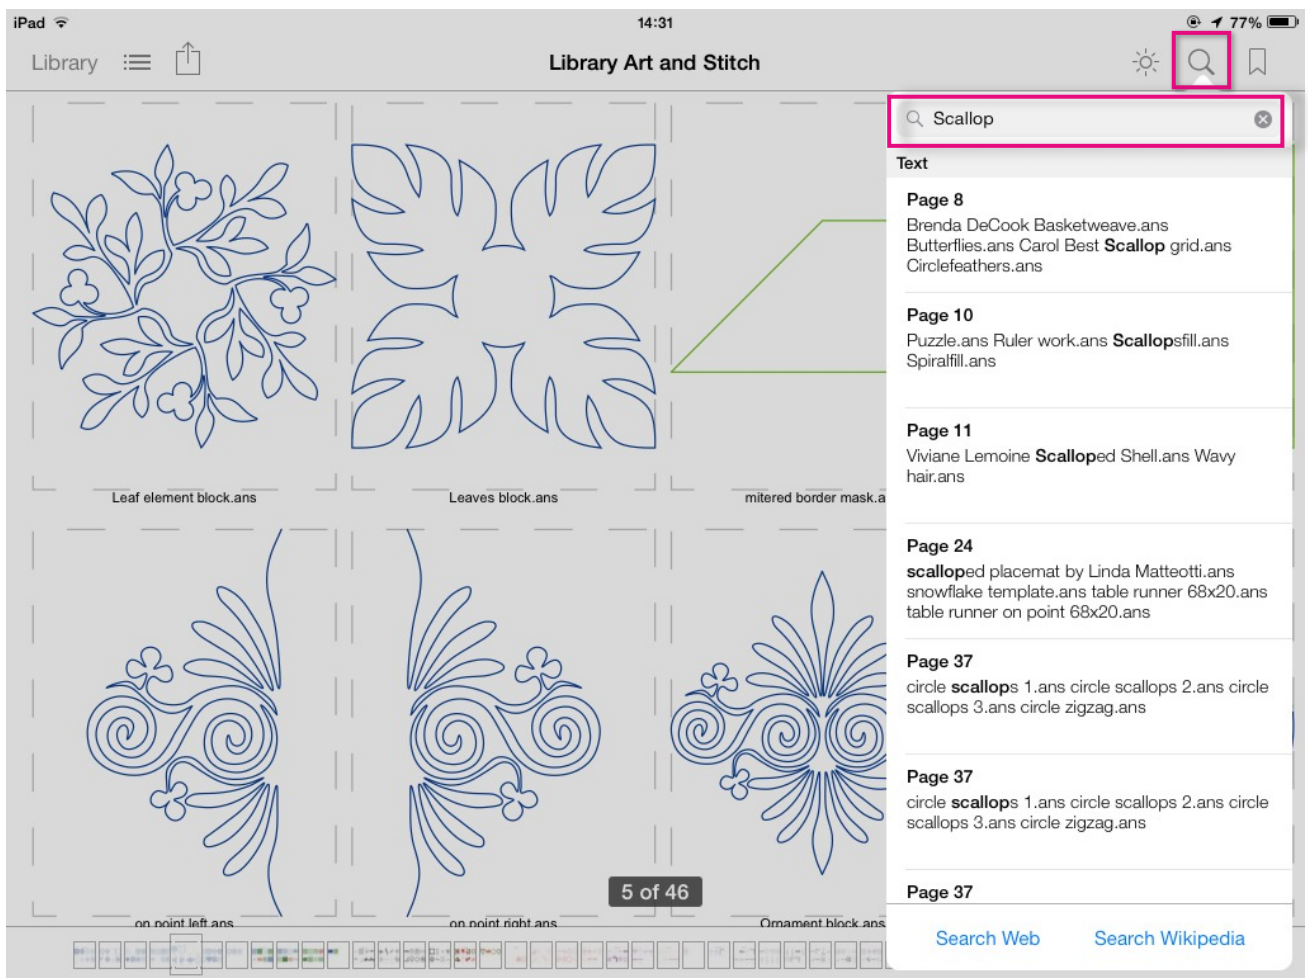 iPad
14:31
77%
Library
Library Art and Stitch
Scallop
Text
Page 8
Brenda DeCook Basketweave.ans
Butterflies.ans Carol Best Scallop grid.ans
Circlefeathers.ans
Page 10
Puzzle.ans Ruler work.ans Scallopsfill.ans
Spiralfill.ans
Page 11
Viviane Lemoine Scalloped Shell.ans Wavy
hair.ans
Page 24
scalloped placemat by Linda Matteotti.ans
snowflake template.ans table runner 68x20.ans
table runner on point 68x20.ans
Page 37
circle scallops 1.ans circle scallops 2.ans circle
scallops 3.ans circle zigzag.ans
Page 37
circle scallops 1.ans circle scallops 2.ans circle
scallops 3.ans circle zigzag.ans
Page 37
Search Web
Search Wikipedia
Leaf element block.ans
Leaves block.ans
mitered border mask.a
5 of 46
on point left.ans
on point right.ans
Ornament block.ans